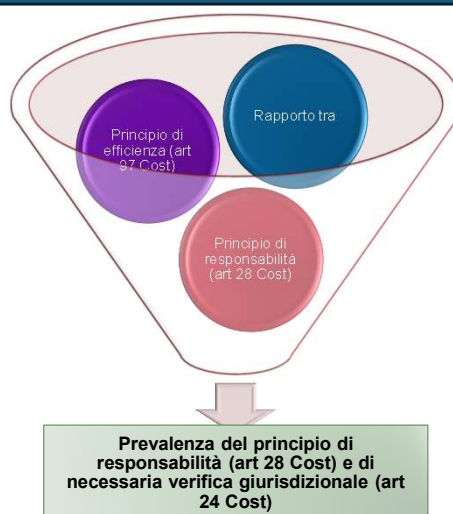 Rapporto tra
Principio di
efficienza (art
97 Cost)
Principio di
responsabilità
(art 28 Cost)
Prevalenza del principio di
responsabilità (art 28 Cost) e di
necessaria verifica giurisdizionale (art
24 Cost)